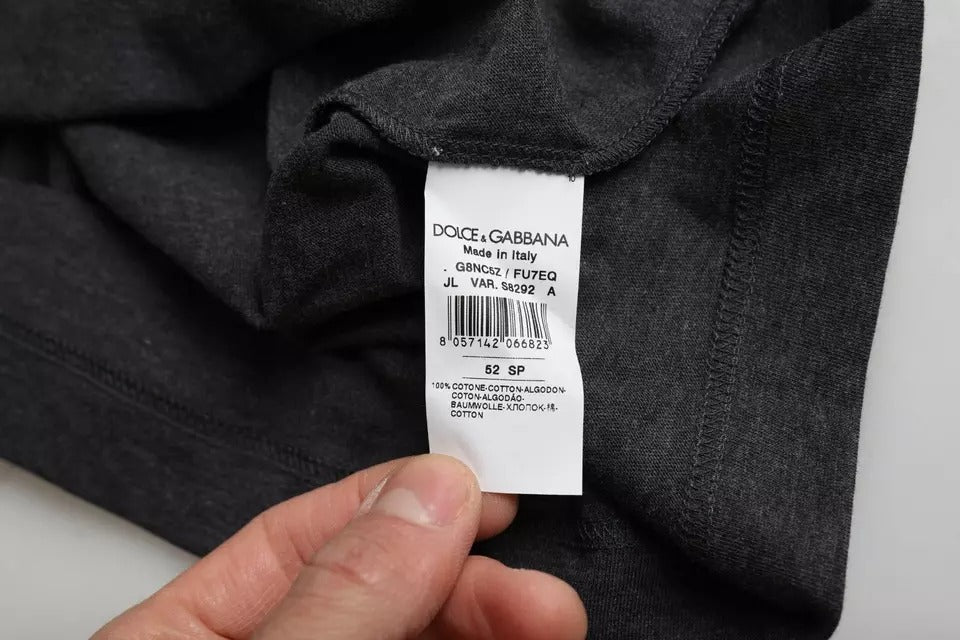 DOLCE & GABBANA
Made in Italy
. G8NC5Z / FU7EQ
JL VAR. S8292 A
8 057142 066823
52 SP
100% COTONE-COTTON-ALGODON-
COTON-ALGODÃO-
BAUMWOLLE-ХЛОПОК-棉-
COTTON